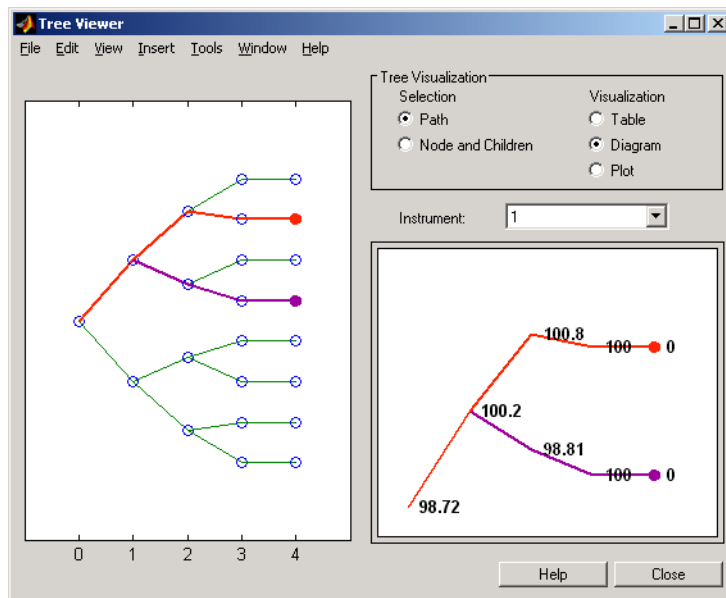 Tree Viewer
File Edit View Insert Tools Window Help
Tree Visualization
Selection
Path
Node and Children
Visualization
Table
Diagram
Plot
Instrument: 1
0 1 2 3 4
100.8 100 0
100.2
98.81 100 0
98.72
Help Close